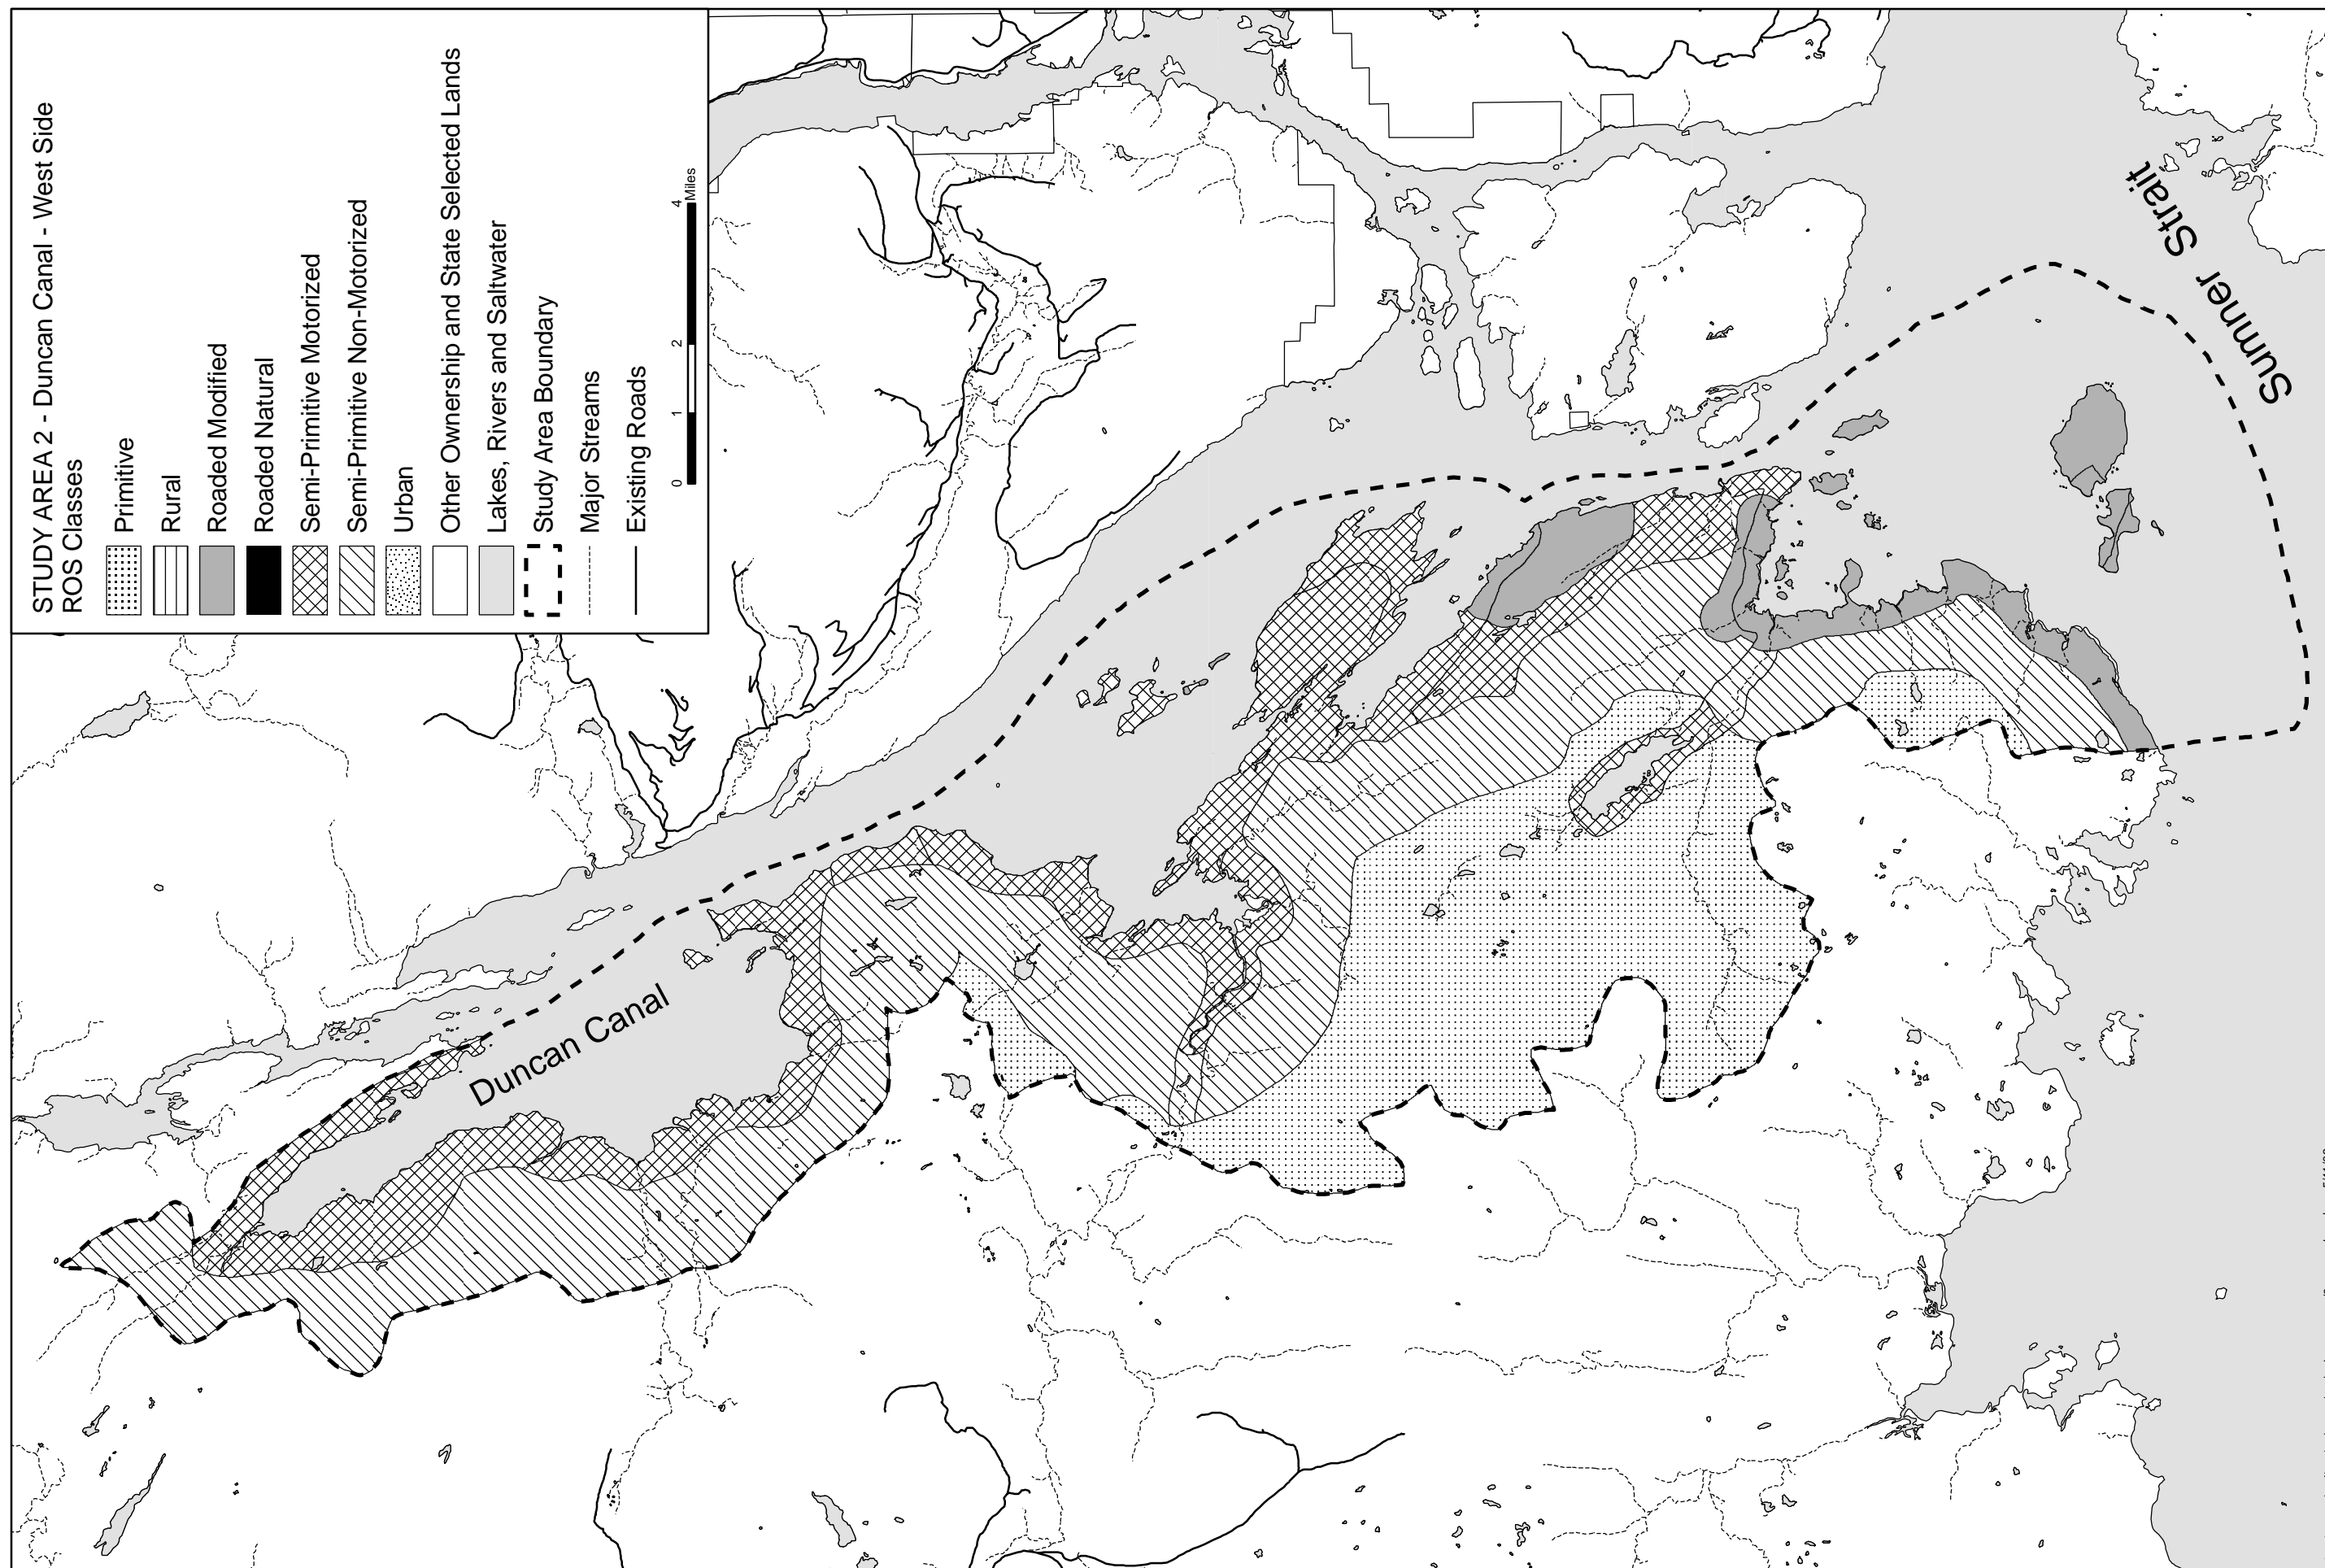 STUDY AREA 2 - Duncan Canal - West Side
ROS Classes
Primitive
Rural
Roaded Modified
Roaded Natural
Semi-Primitive Motorized
Semi-Primitive Non-Motorized
Urban
Other Ownership and State Selected Lands
Lakes, Rivers and Saltwater
Study Area Boundary
Major Streams
Existing Roads
0 1 2 4
Miles
Duncan Canal
Sumner Strait